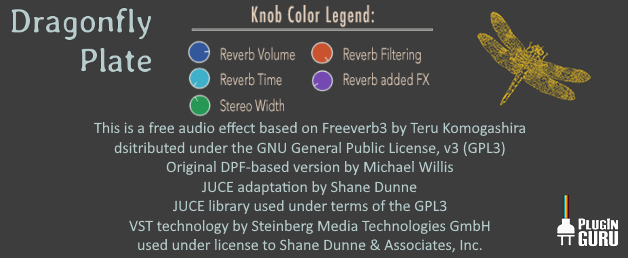 Dragonfly
Plate
Knob Color Legend:
Reverb Volume
Reverb Filtering
Reverb Time
Reverb added FX
Stereo Width
This is a free audio effect based on Freeverb3 by Teru Komogashira
dsitributed under the GNU General Public License, v3 (GPL3)
Original DPF-based version by Michael Willis
JUCE adaptation by Shane Dunne
JUCE library used under terms of the GPL3
VST technology by Steinberg Media Technologies GmbH
used under license to Shane Dunne & Associates, Inc.
PlugIn
GURU